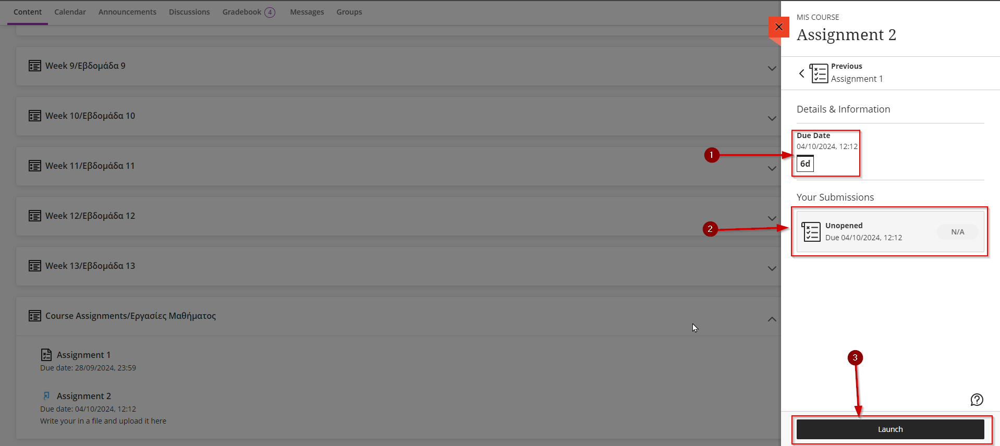 Content Calendar Announcements Discussions Gradebook 4 Messages Groups
Week 9/Εβδομάδα 9
Week 10/Εβδομάδα 10
Week 11/Εβδομάδα 11
Week 12/Εβδομάδα 12
Week 13/Εβδομάδα 13
Course Assignments/Εργασίες Μαθήματος
Assignment 1
Due date: 28/09/2024, 23:59
Assignment 2
Due date: 04/10/2024, 12:12
Write your in a file and upload it here
MIS COURSE
Assignment 2
Previous
Assignment 1
Details & Information
Due Date
04/10/2024, 12:12
1
6d
Your Submissions
2
Unopened
Due 04/10/2024, 12:12
N/A
3
Launch